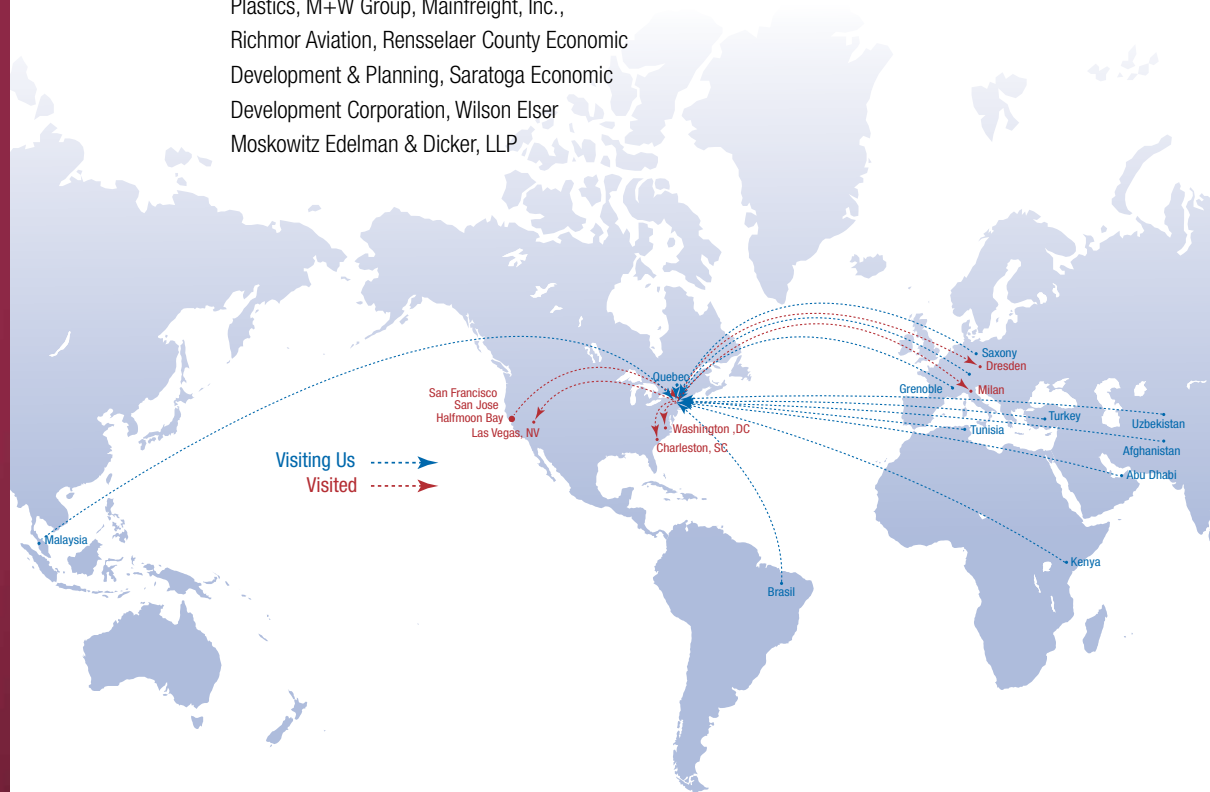 Plastics, M+W Group, Mainfreight, Inc.,
Richmor Aviation, Rensselaer County Economic
Development & Planning, Saratoga Economic
Development Corporation, Wilson Elser
Moskowitz Edelman & Dicker, LLP
Saxony
Dresden
Quebec
Grenoble
Milan
San Francisco
San Jose
Halfmoon Bay
Las Vegas, NV
Washington ,DC
Charleston, SC
Turkey
Tunisia
Uzbekistan
Afghanistan
Abu Dhabi
Visiting Us
Visited
Malaysia
Kenya
Brasil